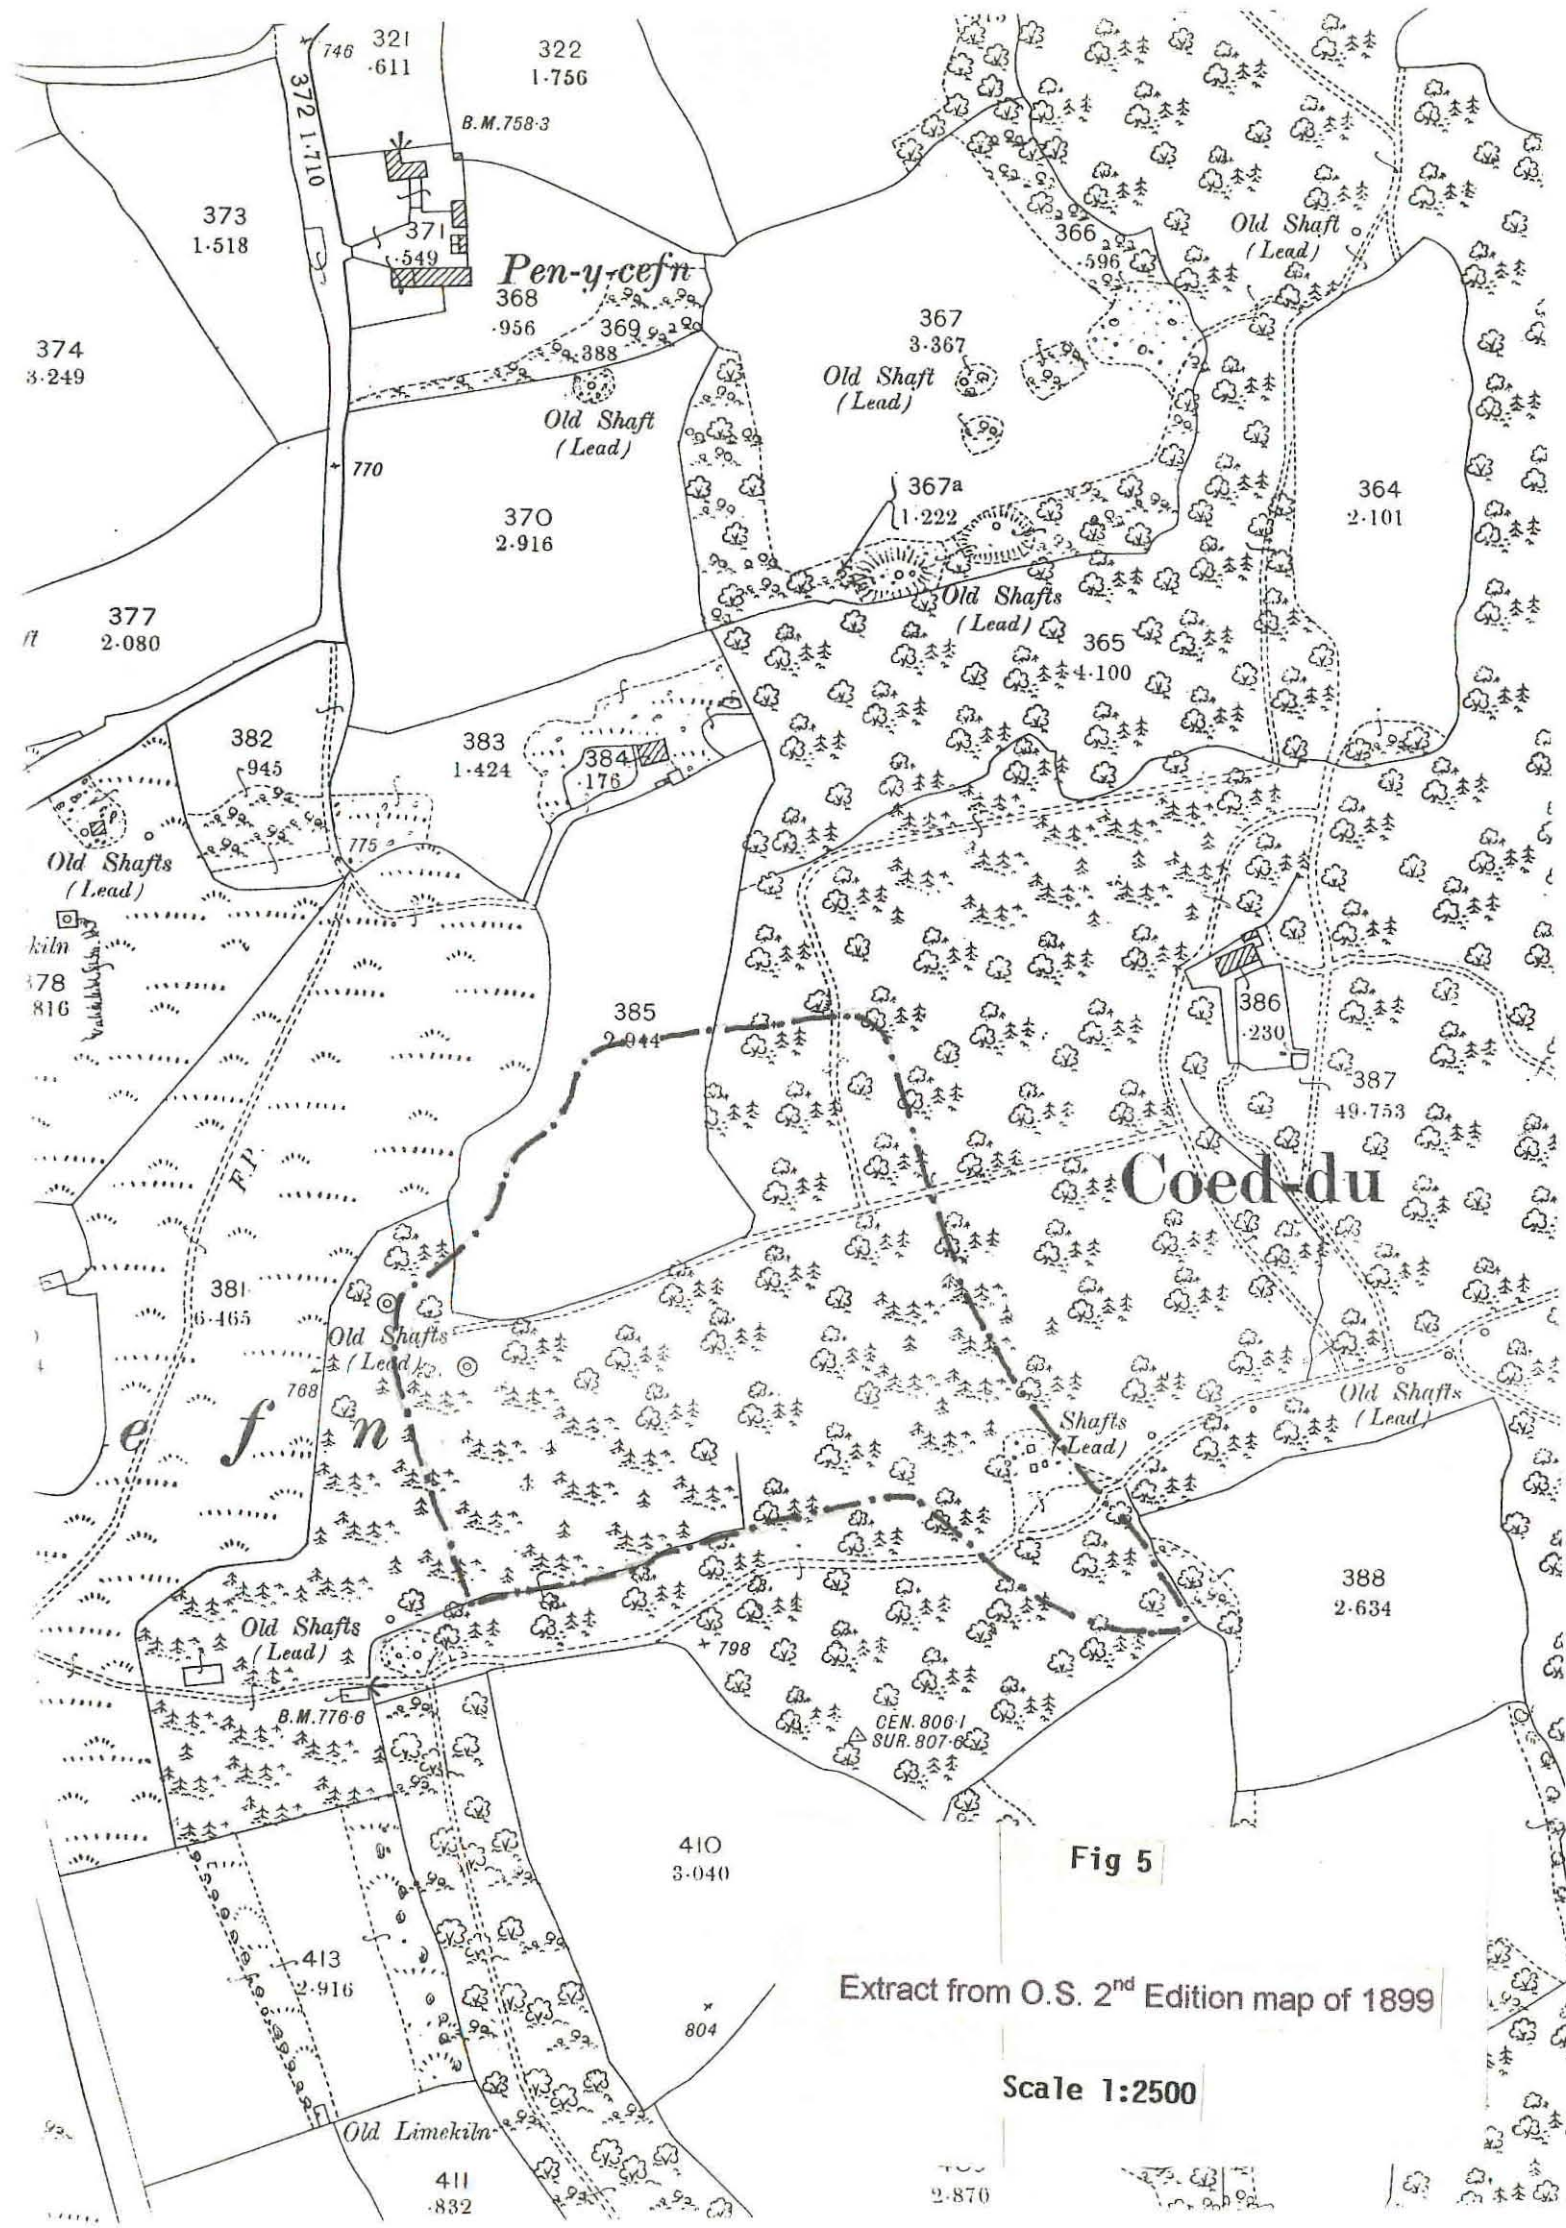 746
321
.611
322
1.756
372 1.710
B.M.758.3
373
1.518
371
.549
Pen-y-cefn
368
.956
369
388
366
.596
Old Shaft
(Lead)
367
3.367
374
3.249
Old Shaft
(Lead)
Old Shaft
(Lead)
770
370
2.916
367a
1.222
364
2.101
Old Shafts
(Lead)
365
4.100
377
2.080
382
.945
383
1.424
384
.176
775
P.
Old Shafts
(Lead)
kiln
378
816
385
2.944
386
.230
387
49.753
F.P.
Coed-du
381
6.465
Old Shafts
(Lead)
768
e f n
Shafts
(Lead)
Old Shafts
(Lead)
388
2.634
Old Shafts
(Lead)
798
B.M.776.6
CEN.806.1
SUR.807.6
410
3.040
Fig 5
413
2.916
Extract from O.S. 2nd Edition map of 1899
804
Scale 1:2500
Old Limekiln
411
.832
2.870